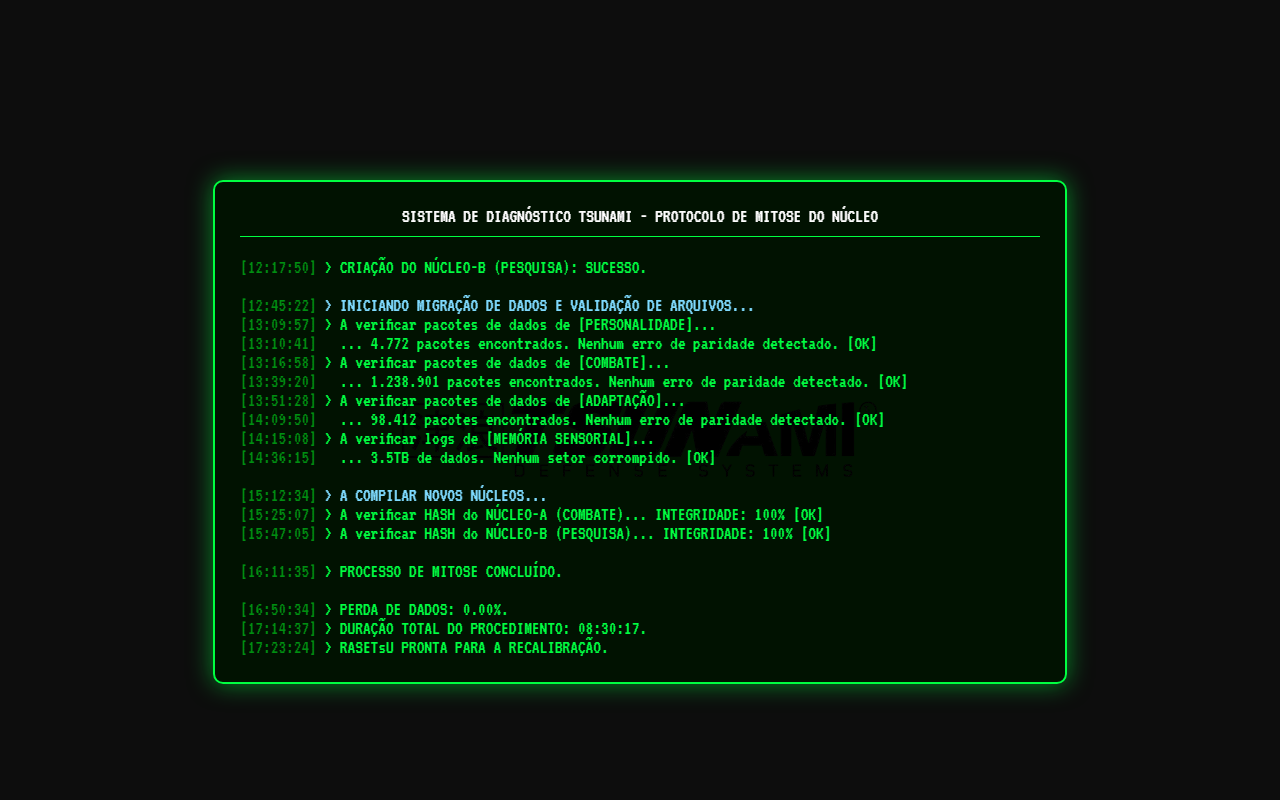 SISTEMA DE DIAGNÓSTICO TSUNAMI - PROTOCOLO DE MITOSE DO NÚCLEO
[12:17:50] > CRIAÇÃO DO NÚCLEO-B (PESQUISA): SUCESSO.
[12:45:22] > INICIANDO MIGRAÇÃO DE DADOS E VALIDAÇÃO DE ARQUIVOS...
[13:09:57] > A verificar pacotes de dados de [PERSONALIDADE]...
[13:10:41] ... 4.772 pacotes encontrados. Nenhum erro de paridade detectado. [OK]
[13:16:58] > A verificar pacotes de dados de [COMBATE]...
[13:39:20] ... 1.238.901 pacotes encontrados. Nenhum erro de paridade detectado. [OK]
[13:51:28] > A verificar pacotes de dados de [ADAPTAÇÃO]...
[14:09:50] ... 98.412 pacotes encontrados. Nenhum erro de paridade detectado. [OK]
[14:15:08] > A verificar logs de [MEMÓRIA SENSORIAL]...
[14:36:15] ... 3.5TB de dados. Nenhum setor corrompido. [OK]
DEFENSE SYSTEMS
[15:12:34] > A COMPILAR NOVOS NÚCLEOS...
[15:25:07] > A verificar HASH do NÚCLEO-A (COMBATE)... INTEGRIDADE: 100% [OK]
[15:47:05] > A verificar HASH do NÚCLEO-B (PESQUISA)... INTEGRIDADE: 100% [OK]
[16:11:35] > PROCESSO DE MITOSE CONCLUÍDO.
[16:50:34] > PERDA DE DADOS: 0.00%.
[17:14:37] > DURAÇÃO TOTAL DO PROCEDIMENTO: 08:30:17.
[17:23:24] > RASETsU PRONTA PARA A RECALIBRAÇÃO.